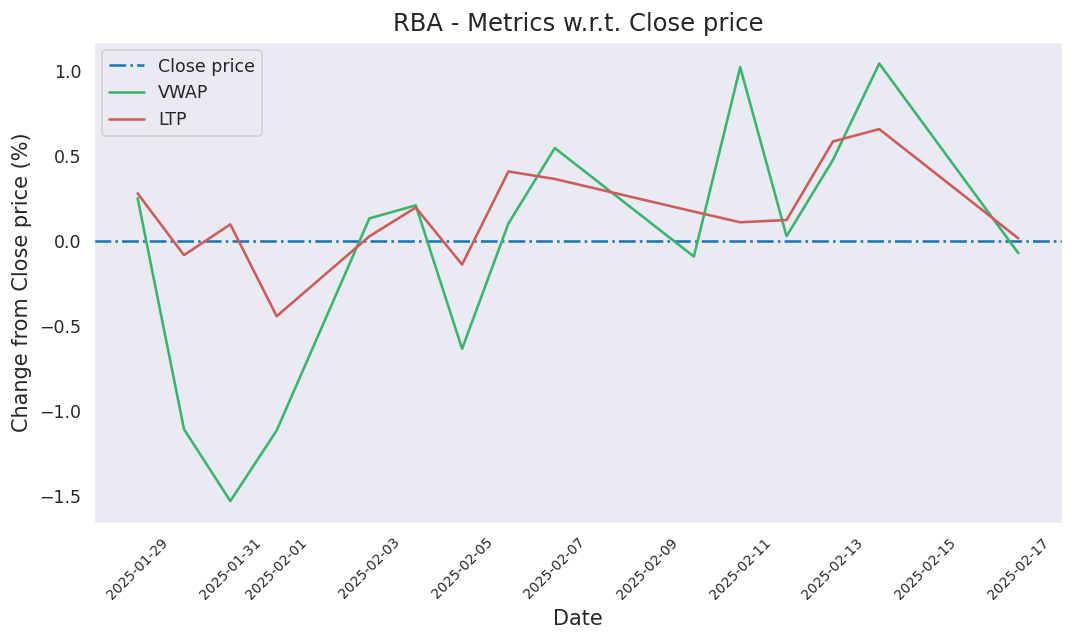 RBA - Metrics w.r.t. Close price
Close price
VWAP
LTP
Change from Close price (%)
1.0
0.5
0.0
−0.5
−1.0
−1.5
2025-01-29
2025-01-31
2025-02-01
2025-02-03
2025-02-05
2025-02-07
2025-02-09
2025-02-11
2025-02-13
2025-02-15
2025-02-17
Date